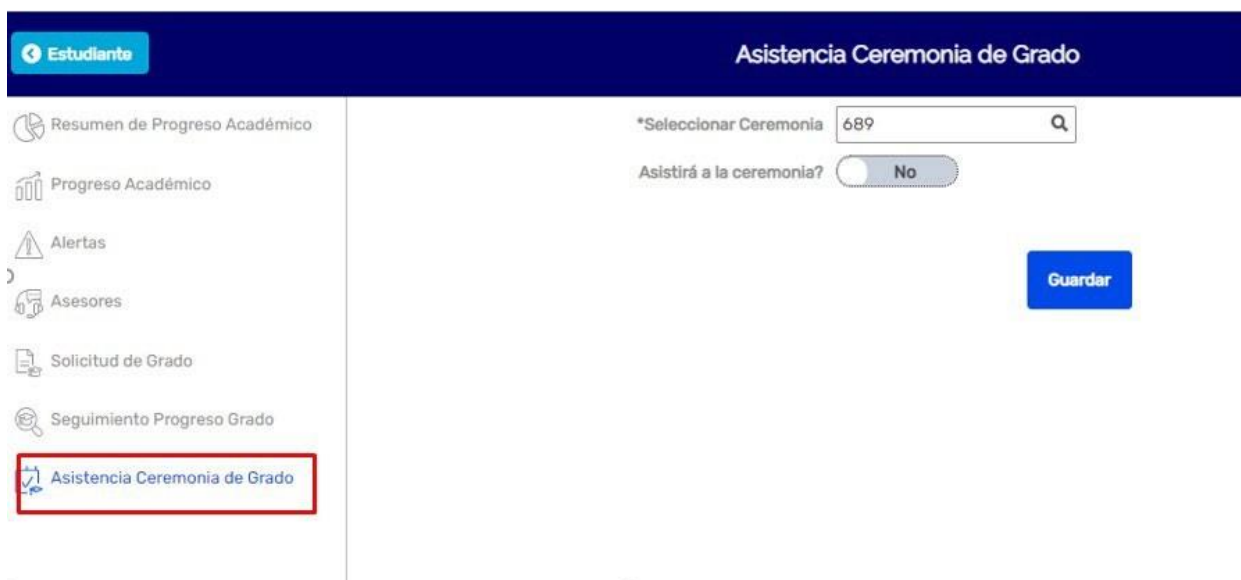 Estudiante
Asistencia Ceremonia de Grado
Resumen de Progreso Académico
Progreso Académico
Alertas
Asesores
Solicitud de Grado
Seguimiento Progreso Grado
Asistencia Ceremonia de Grado
*Seleccionar Ceremonia 689
Asistirá a la ceremonia? No
Guardar